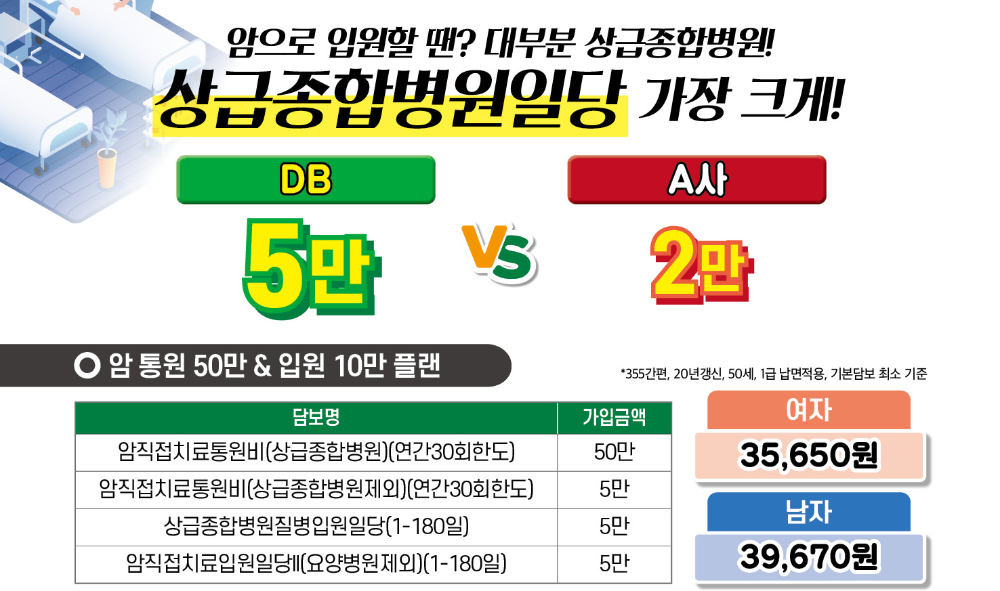 암으로 입원할 땐? 대부분 상급종합병원!
상급종합병원일당 가장 크게!
DB
A사
5만
VS
2만
암 통원 50만 & 입원 10만 플랜
*355간편, 20년갱신, 50세, 1급 납면적용, 기본담보 최소 기준
담보명 가입금액
암직접치료통원비(상급종합병원)(연간30회한도) 50만
암직접치료통원비(상급종합병원제외)(연간30회한도) 5만
상급종합병원질병입원일당(1-180일) 5만
암직접치료입원일당II(요양병원제외)(1-180일) 5만
여자
35,650원
남자
39,670원